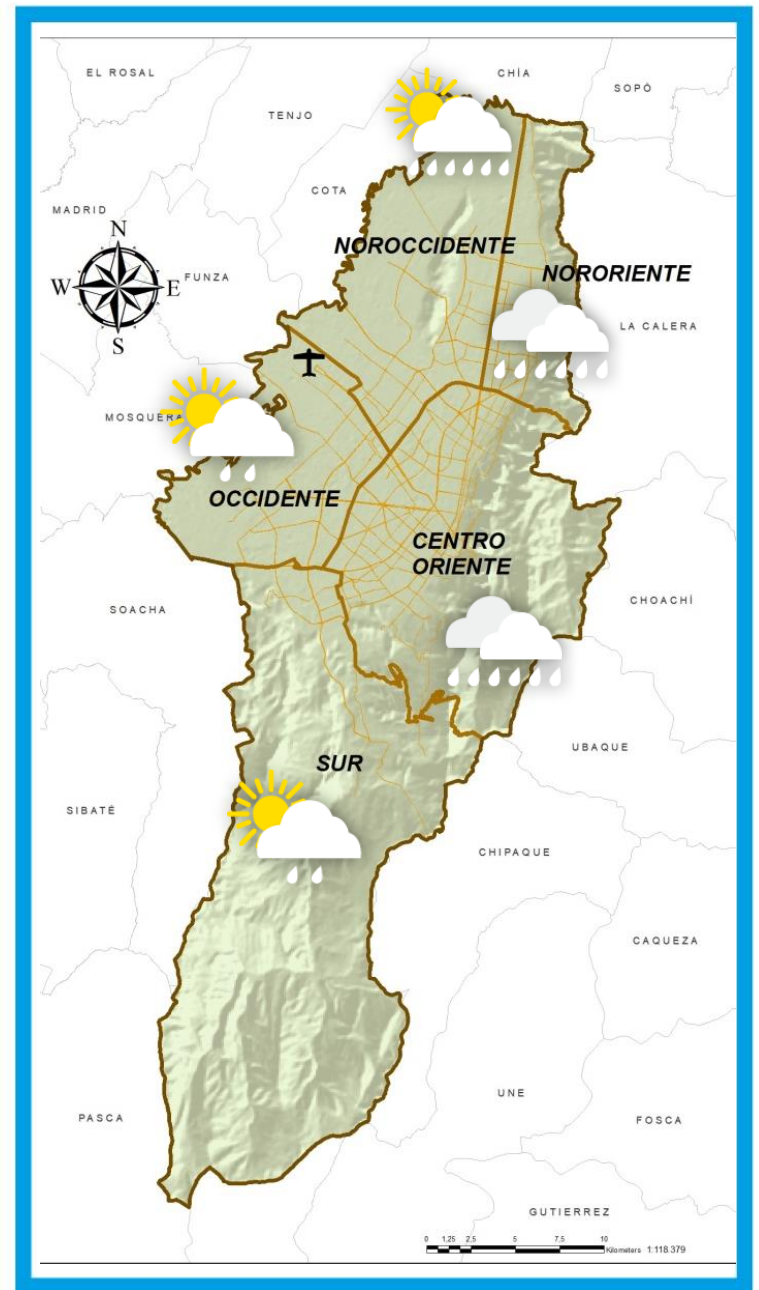 EL ROSAL
CHÍA
SOPÓ
TENJO
COTA
MADRID
N
NOROCCIDENTE
FUNZA
NORORIENTE
W
E
LA CALERA
S
MOSQUERA
OCCIDENTE
CENTRO
ORIENTE
CHOACHÍ
SOACHA
UBAQUE
SUR
SIBATÉ
CHIPAQUE
CAQUEZA
UNE
PASCA
FOSCA
GUTIERREZ
0 1,25 2,5 5 7,5 10
Kilometers 1:118.379